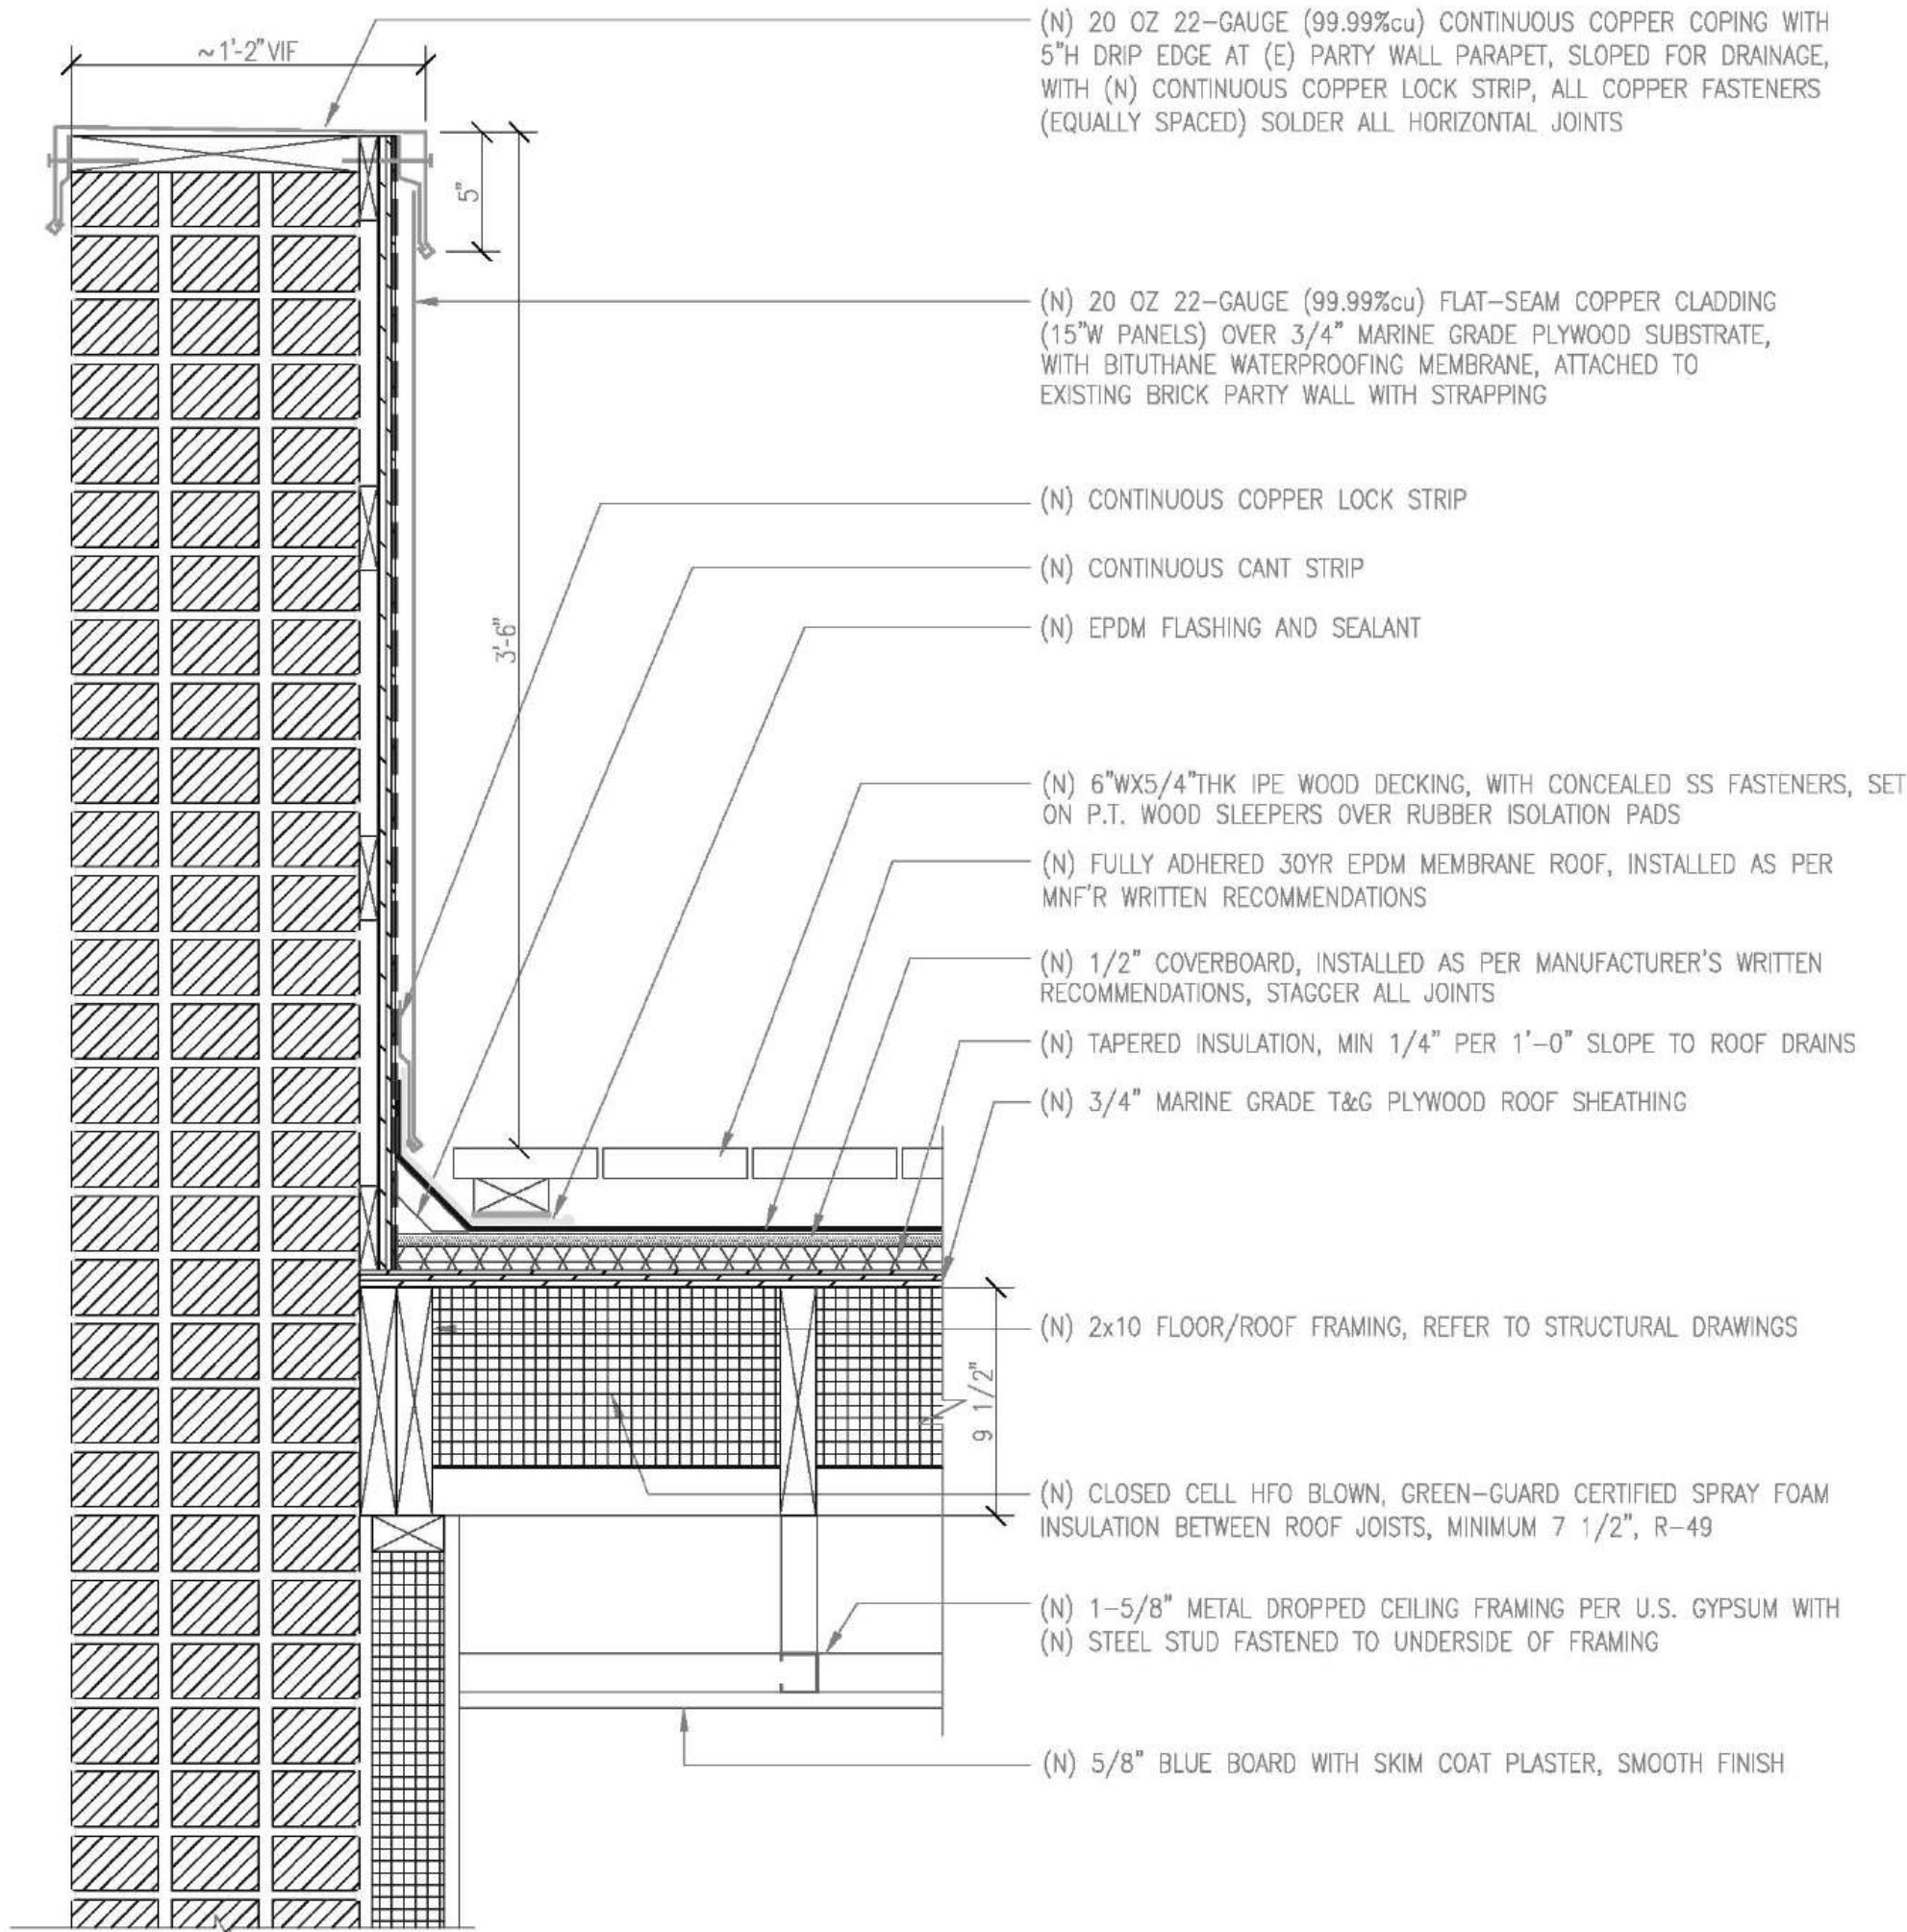 ~1'-2"VIF
(N) 20 OZ 22-GAUGE (99.99%cu) CONTINUOUS COPPER COPING WITH
5"H DRIP EDGE AT (E) PARTY WALL PARAPET, SLOPED FOR DRAINAGE,
WITH (N) CONTINUOUS COPPER LOCK STRIP, ALL COPPER FASTENERS
(EQUALLY SPACED) SOLDER ALL HORIZONTAL JOINTS
5"
(N) 20 OZ 22-GAUGE (99.99%cu) FLAT-SEAM COPPER CLADDING
(15"W PANELS) OVER 3/4" MARINE GRADE PLYWOOD SUBSTRATE,
WITH BITUTHANE WATERPROOFING MEMBRANE, ATTACHED TO
EXISTING BRICK PARTY WALL WITH STRAPPING
(N) CONTINUOUS COPPER LOCK STRIP
(N) CONTINUOUS CANT STRIP
(N) EPDM FLASHING AND SEALANT
3'-6"
(N) 6"WX5/4"THK IPE WOOD DECKING, WITH CONCEALED SS FASTENERS, SET
ON P.T. WOOD SLEEPERS OVER RUBBER ISOLATION PADS
(N) FULLY ADHERED 30YR EPDM MEMBRANE ROOF, INSTALLED AS PER
MNF'R WRITTEN RECOMMENDATIONS
(N) 1/2" COVERBOARD, INSTALLED AS PER MANUFACTURER'S WRITTEN
RECOMMENDATIONS, STAGGER ALL JOINTS
(N) TAPERED INSULATION, MIN 1/4" PER 1'-0" SLOPE TO ROOF DRAINS
(N) 3/4" MARINE GRADE T&G PLYWOOD ROOF SHEATHING
(N) 2x10 FLOOR/ROOF FRAMING, REFER TO STRUCTURAL DRAWINGS
9 1/2"
(N) CLOSED CELL HFO BLOWN, GREEN-GUARD CERTIFIED SPRAY FOAM
INSULATION BETWEEN ROOF JOISTS, MINIMUM 7 1/2", R-49
(N) 1-5/8" METAL DROPPED CEILING FRAMING PER U.S. GYPSUM WITH
(N) STEEL STUD FASTENED TO UNDERSIDE OF FRAMING
(N) 5/8" BLUE BOARD WITH SKIM COAT PLASTER, SMOOTH FINISH